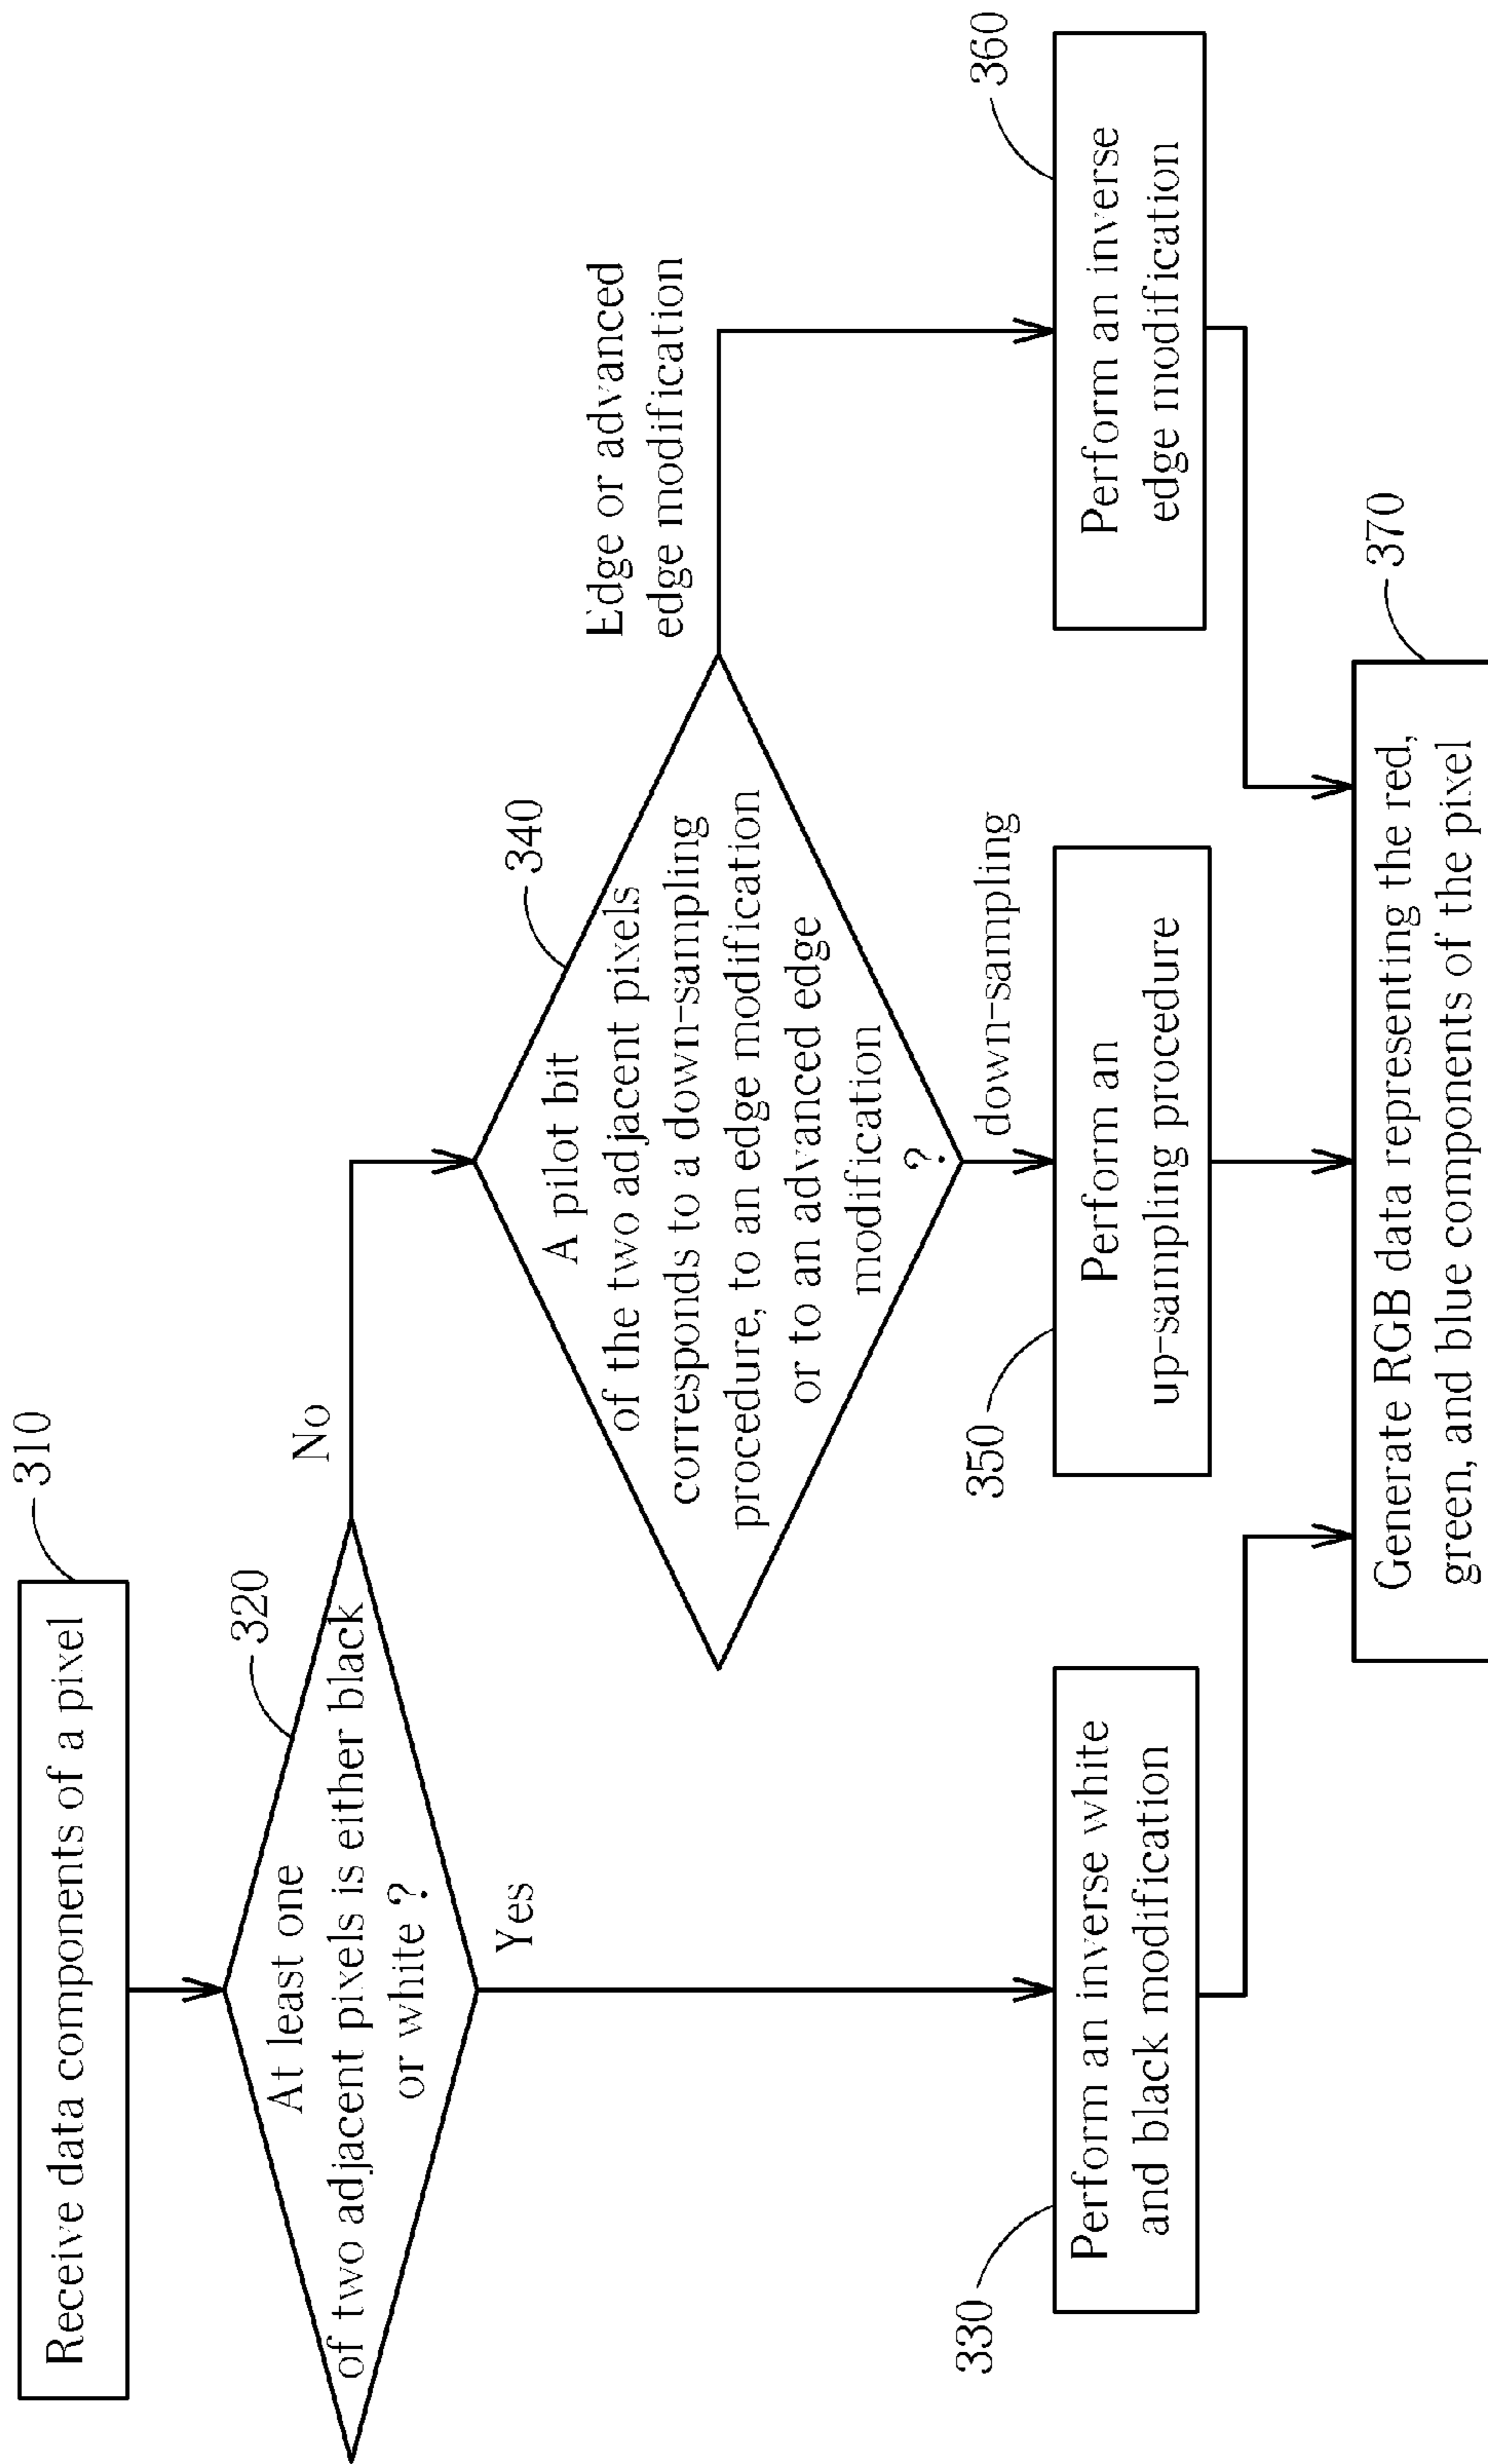 Receive data components of a pixel
310
At least one
of two adjacent pixels is either black
or white ?
320
No
Yes
A pilot bit
of the two adjacent pixels
corresponds to a down-sampling
procedure, to an edge modification
or to an advanced edge
modification
?
340
Edge or advanced
edge modification
down-sampling
330
Perform an inverse white
and black modification
350
Perform an
up-sampling procedure
360
Perform an inverse
edge modification
370
Generate RGB data representing the red,
green, and blue components of the pixel